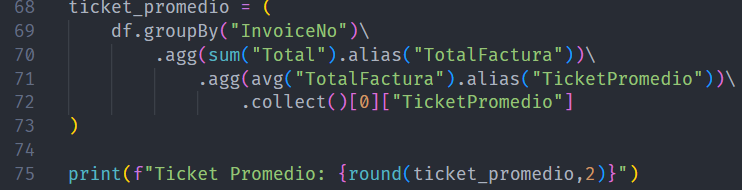 68 ticket_promedio = (
69 df.groupBy("InvoiceNo")\
70 .agg(sum("Total").alias("TotalFactura"))\
71 .agg(avg("TotalFactura").alias("TicketPromedio"))\
72 .collect()[0]["TicketPromedio"]
73 )
74
75 print(f"Ticket Promedio: {round(ticket_promedio,2)}")